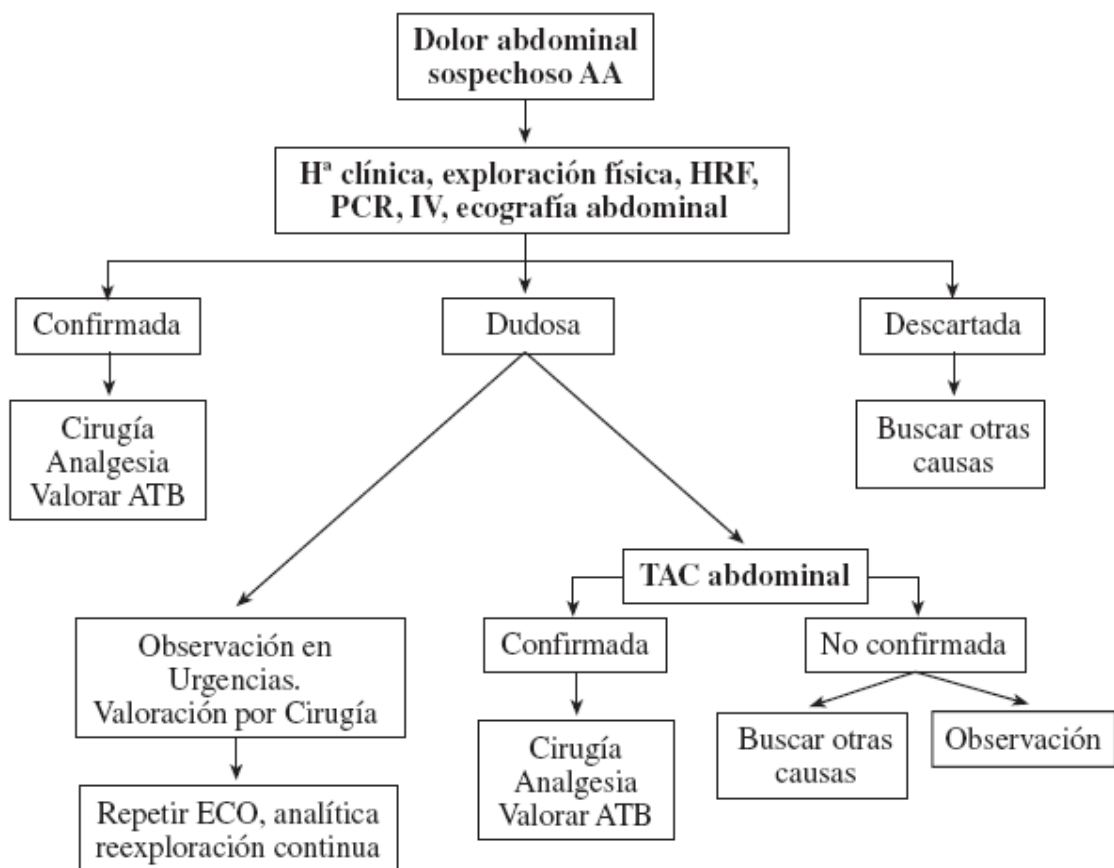 Dolor abdominal
sospechoso AA
Hª clínica, exploración física, HRF,
PCR, IV, ecografía abdominal
Confirmada
Dudosa
Descartada
Cirugía
Analgesia
Valorar ATB
Buscar otras
causas
TAC abdominal
Observación en
Urgencias.
Valoración por Cirugía
Confirmada
No confirmada
Cirugía
Analgesia
Valorar ATB
Buscar otras
causas
Observación
Repetir ECO, analítica
reexploración continua